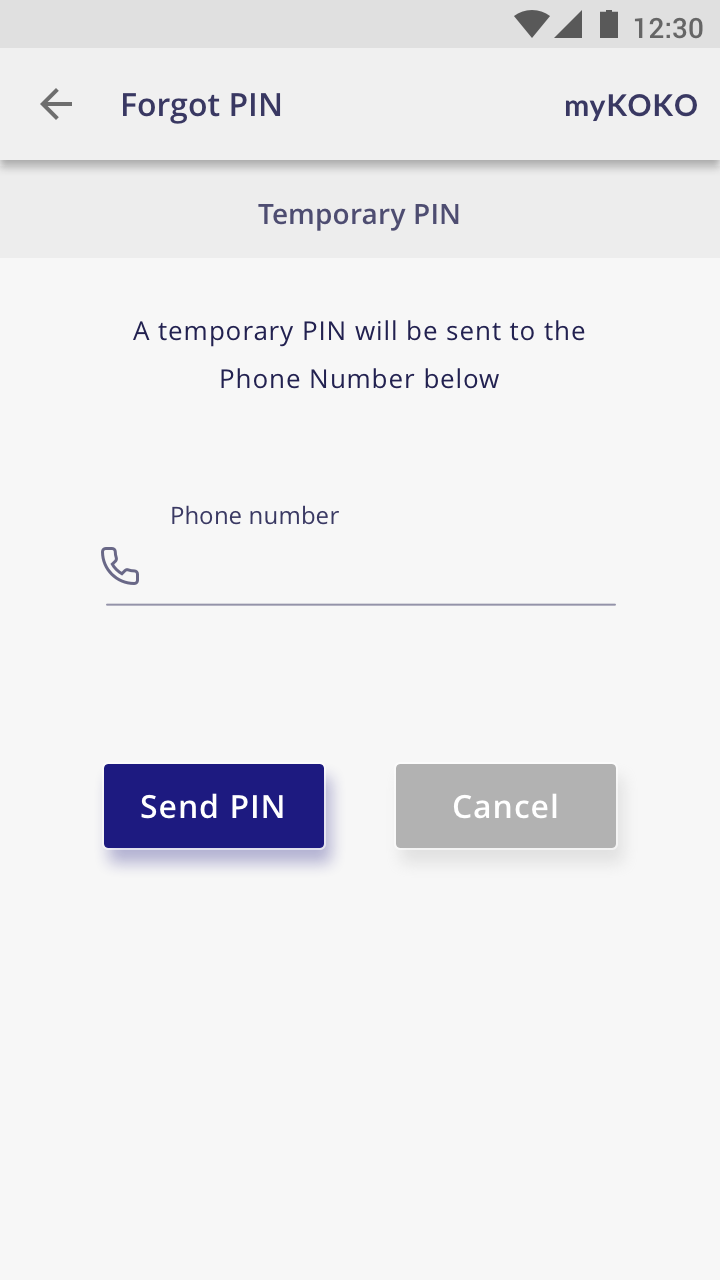 12:30
Forgot PIN
myKOKO
Temporary PIN
A temporary PIN will be sent to the
Phone Number below
Phone number
Send PIN
Cancel